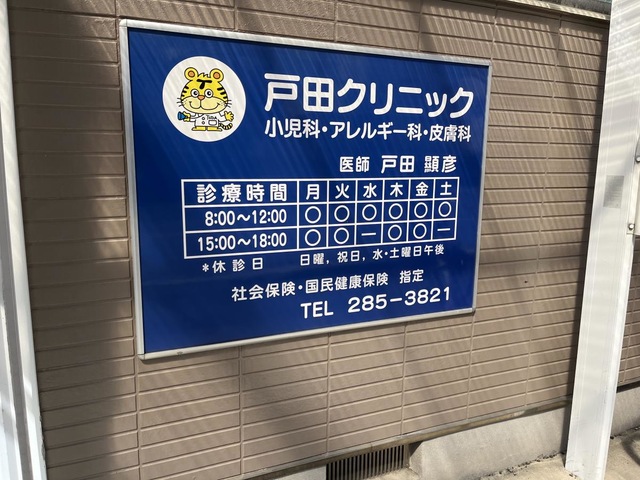 戸田クリニック
小児科・アレルギー科・皮膚科
医師 戸田 顯彦
診療時間 月 火 水 木 金 土
8:00～12:00 ○ ○ ○ ○ ○ ○
15:00～18:00 ○ ○ ー ○ ○ ー
*休診日 日曜，祝日，水・土曜日午後
社会保険・国民健康保険 指定
TEL 285-3821